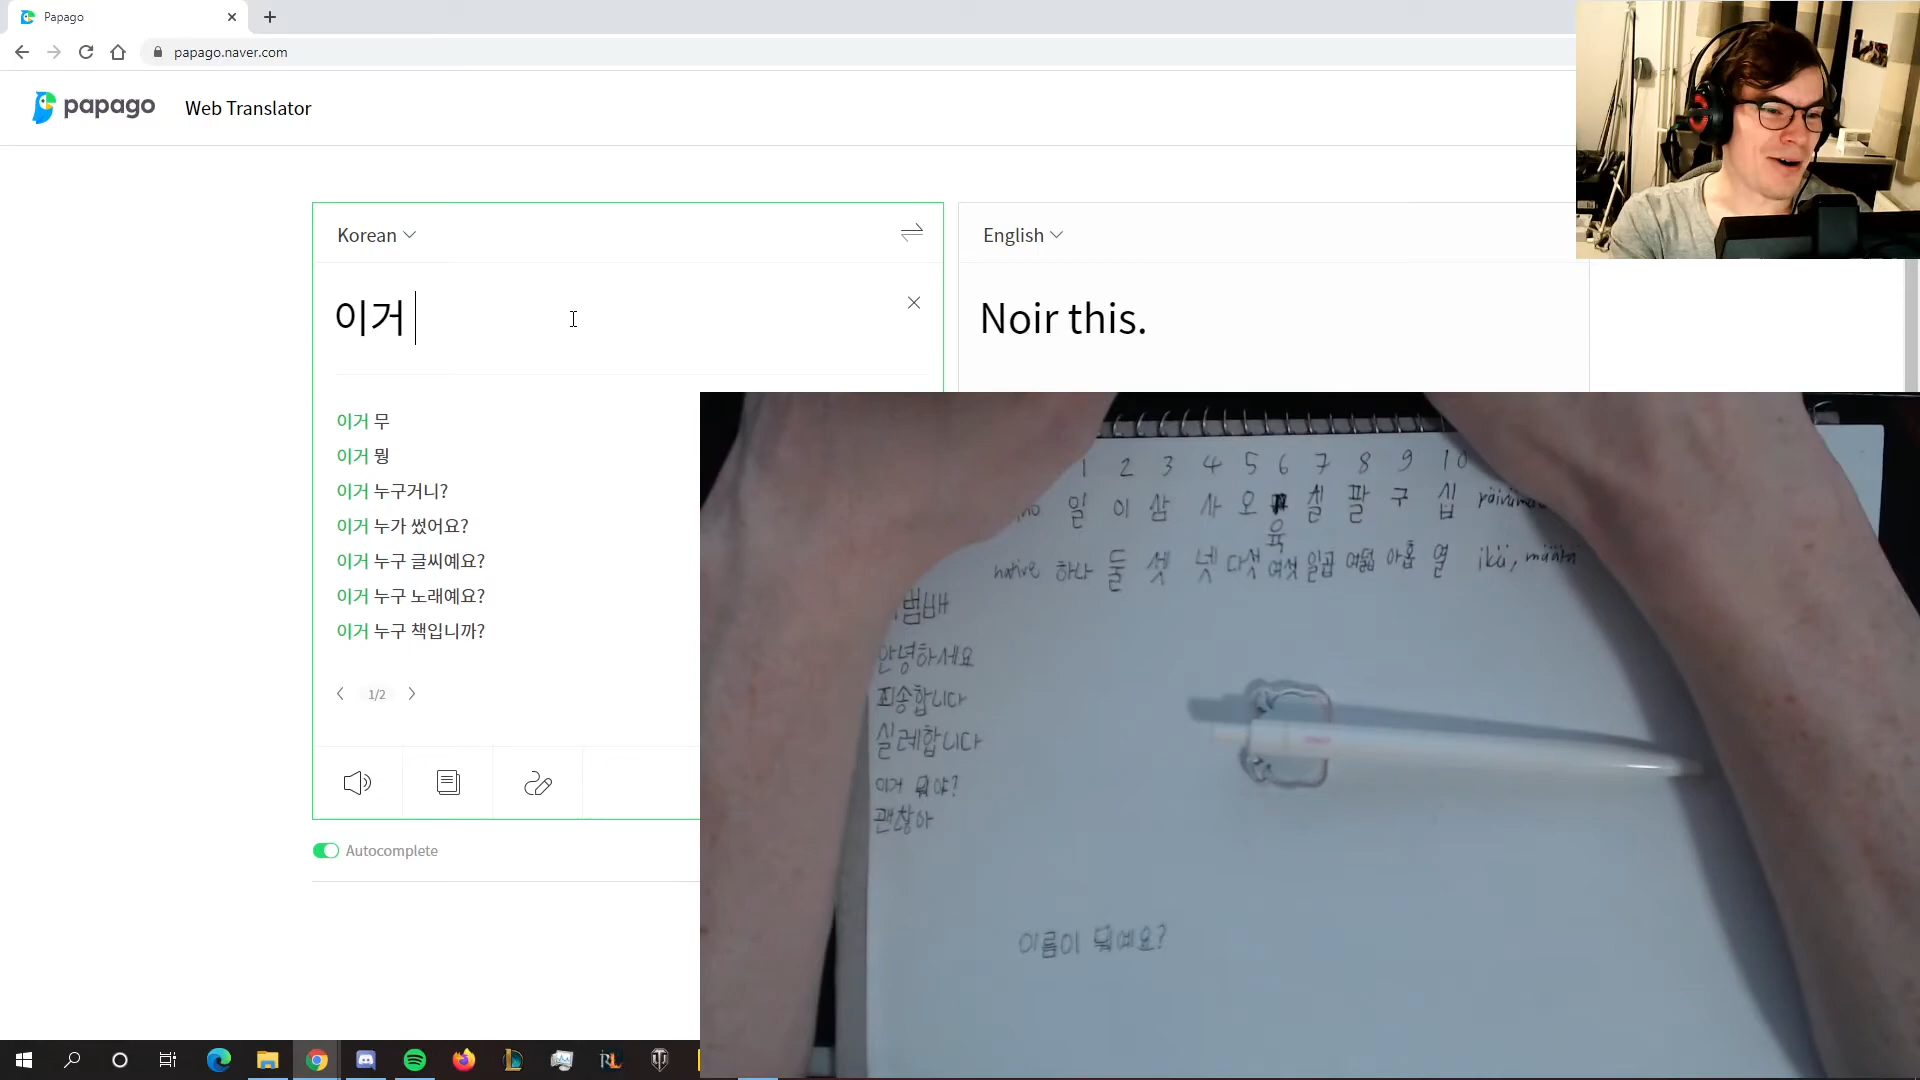 Papago
papago.naver.com
papago Web Translator
Korean
English
이거
Noir this.
이거 무
이거 뭥
이거 누구거니?
이거 누가 썼어요?
이거 누구 글씨예요?
이거 누구 노래예요?
이거 누구 책입니까?
1/2
Autocomplete
1 2 3 4 5 6 7 8 9 10
일 이 삼 사 오 육 칠 팔 구 십
native 하나 둘 셋 넷 다섯 여섯 일곱 여덟 아홉 열 ikä, määrä
안녕하세요
죄송합니다
실례합니다
이거 뭐야?
괜찮아
이름이 뭐예요?